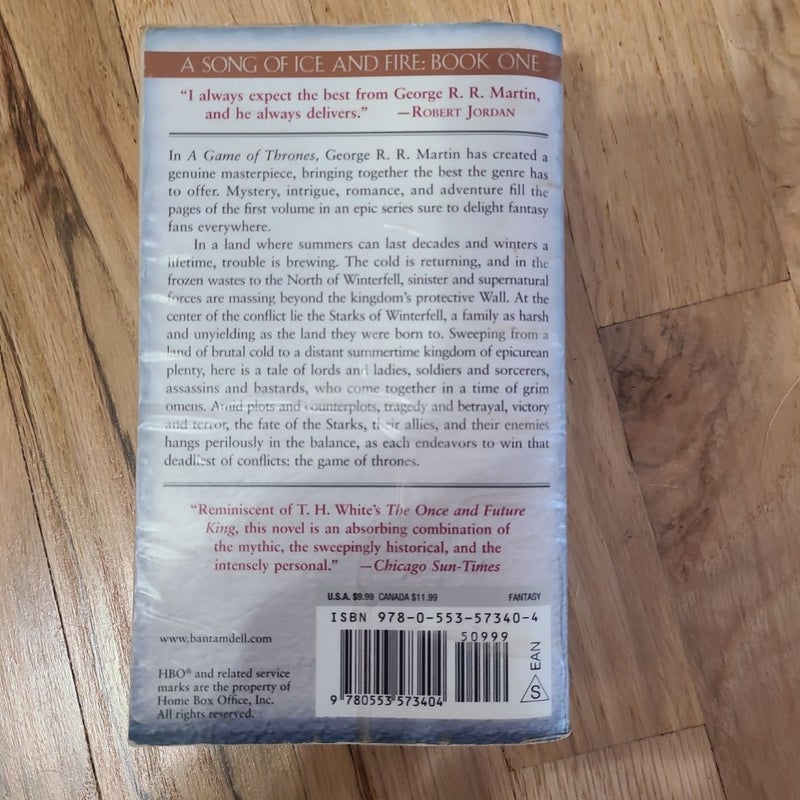 A SONG OF ICE AND FIRE: BOOK ONE
“I always expect the best from George R. R. Martin,
and he always delivers.” —ROBERT JORDAN
In A Game of Thrones, George R. R. Martin has created a
genuine masterpiece, bringing together the best the genre has
to offer. Mystery, intrigue, romance, and adventure fill the
pages of the first volume in an epic series sure to delight fantasy
fans everywhere.
In a land where summers can last decades and winters a
lifetime, trouble is brewing. The cold is returning, and in the
frozen wastes to the North of Winterfell, sinister and supernatural
forces are massing beyond the kingdom’s protective Wall. At the
center of the conflict lie the Starks of Winterfell, a family as harsh
and unyielding as the land they were born to. Sweeping from a
land of brutal cold to a distant summertime kingdom of epicurean
plenty, here is a tale of lords and ladies, soldiers and sorcerers,
assassins and bastards, who come together in a time of grim
omens. Amid plots and counterplots, tragedy and betrayal, victory
and terror, the fate of the Starks, their allies, and their enemies
hangs perilously in the balance, as each endeavors to win that
deadliest of conflicts: the game of thrones.
“Reminiscent of T. H. White’s The Once and Future
King, this novel is an absorbing combination of
the mythic, the sweepingly historical, and the
intensely personal.” —Chicago Sun-Times
U.S.A. $9.99 CANADA $11.99 FANTASY
ISBN 978-0-553-57340-4
50999
EAN
S
9 780553 573404
www.bantamdell.com
HBO® and related service
marks are the property of
Home Box Office, Inc.
All rights reserved.